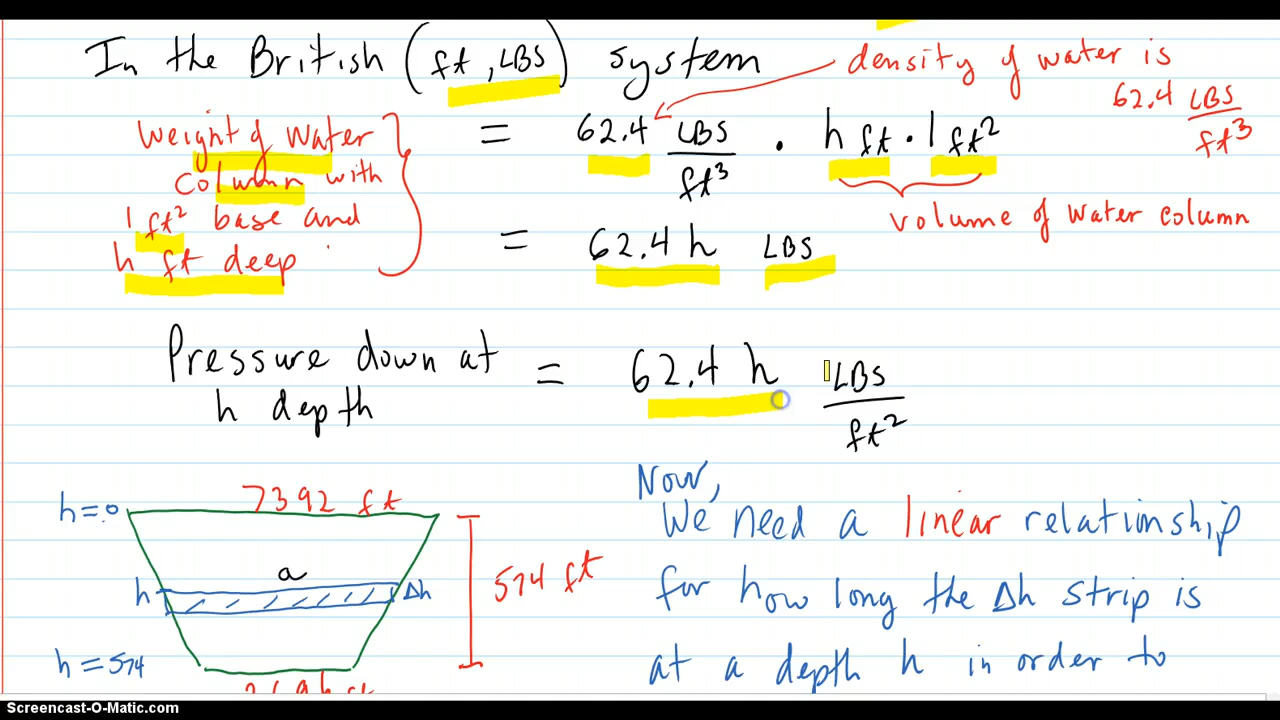 In the British (ft, LBS) system
density of water is
62.4 LBS/ft³
Weight of Water
column with
1 ft² base and
h ft deep
= 62.4 LBS/ft³ · h ft · 1 ft²
volume of water column
= 62.4 h LBS
Pressure down at
h depth
= 62.4 h LBS/ft²
h=0
7392 ft
a
h
Δh
574 ft
h = 574
Now,
We need a linear relationship
for how long the Δh strip is
at a depth h in order to
Screencast-O-Matic.com